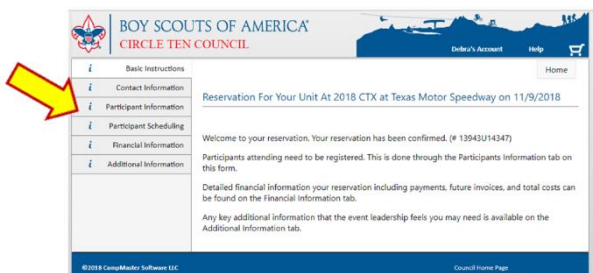 BOY SCOUTS OF AMERICA®
CIRCLE TEN COUNCIL
Debra's Account Help
i Basic Instructions
i Contact Information
i Participant Information
i Participant Scheduling
i Financial Information
i Additional Information
Home
Reservation For Your Unit At 2018 CTX at Texas Motor Speedway on 11/9/2018
Welcome to your reservation. Your reservation has been confirmed. (# 13943U14347)
Participants attending need to be registered. This is done through the Participants Information tab on
this form.
Detailed financial information your reservation including payments, future invoices, and total costs can
be found on the Financial Information tab.
Any key additional information that the event leadership feels you may need is available on the
Additional Information tab.
©2018 CampMaster Software LLC Council Home Page